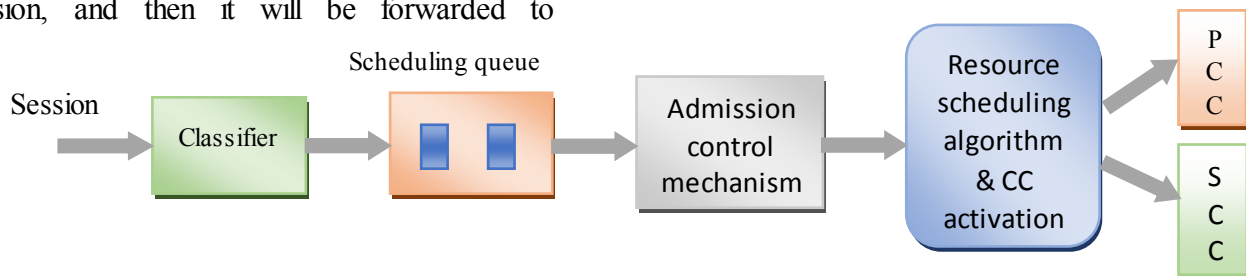 sion, and then it will be forwarded to
Scheduling queue
Session
Classifier
Admission
control
mechanism
Resource
scheduling
algorithm
& CC
activation
P
C
C
S
C
C